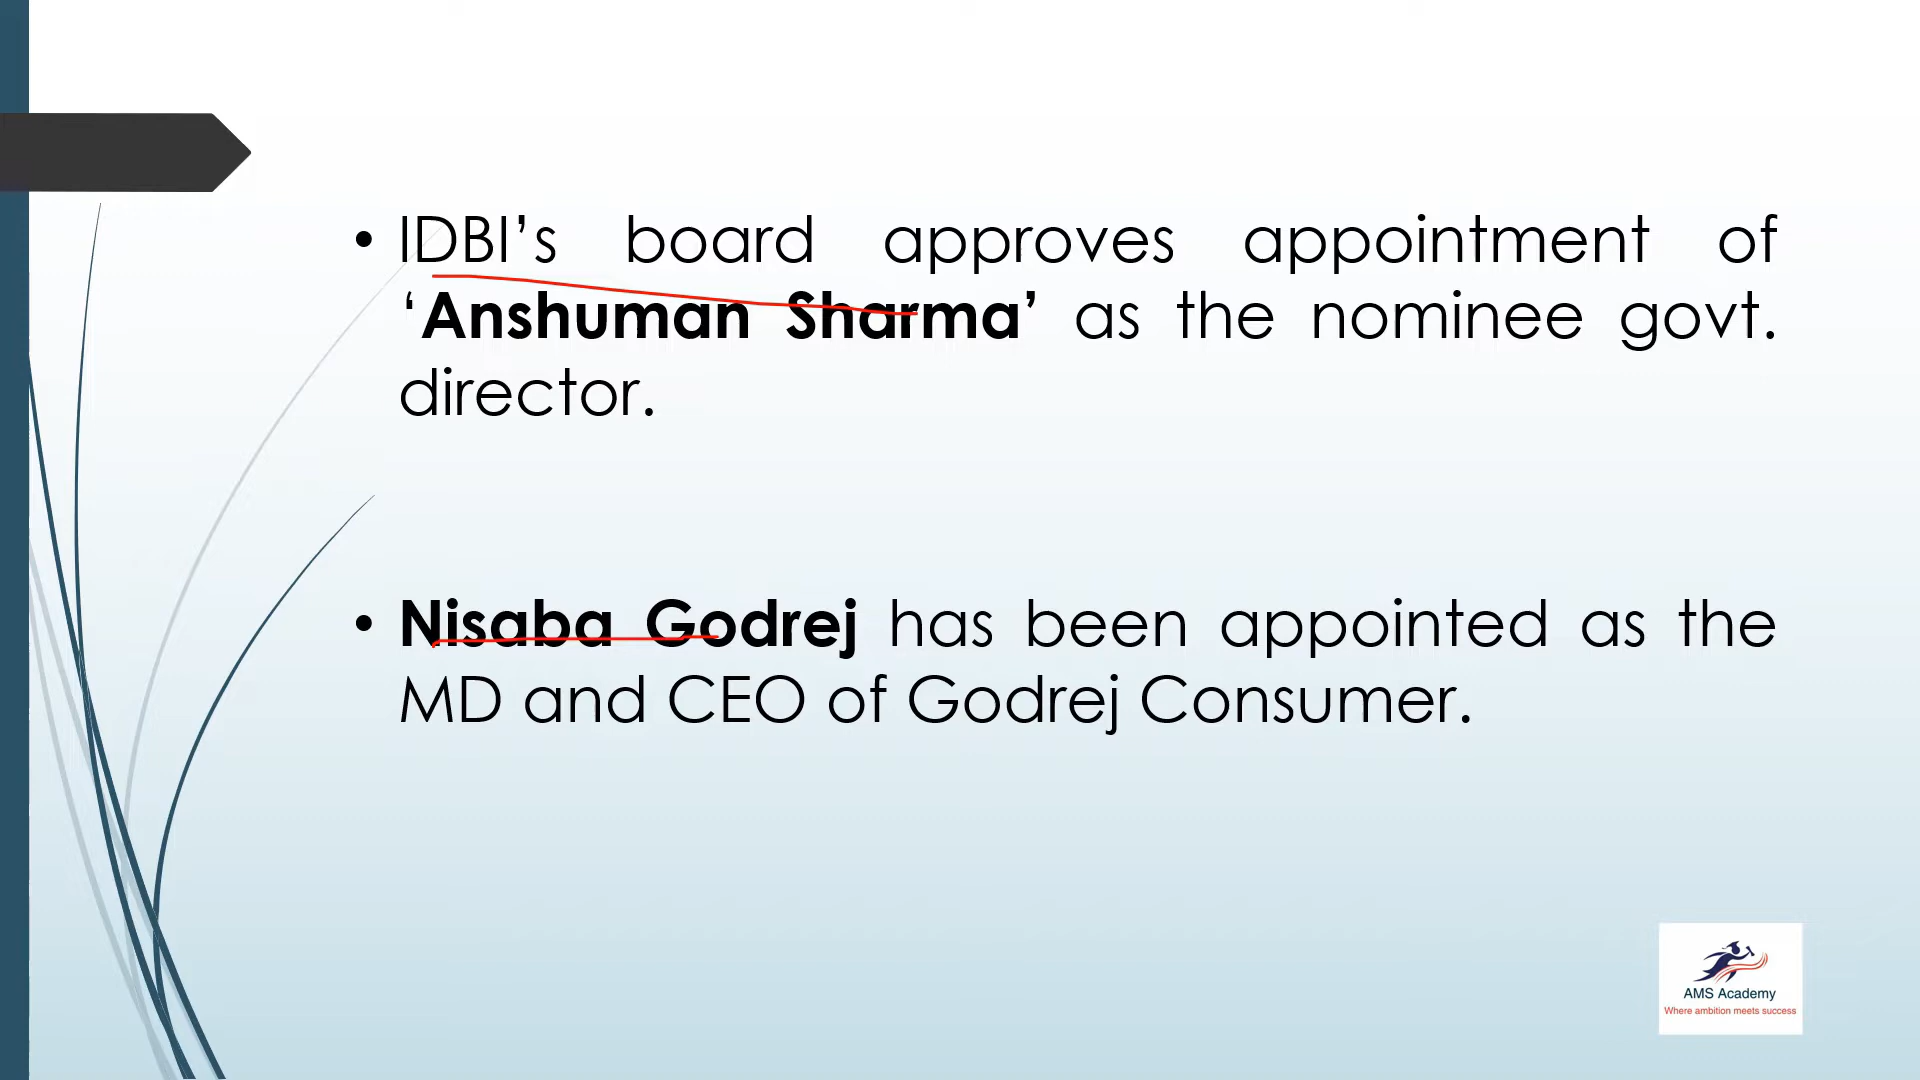 • IDBI’s board approves appointment of
‘Anshuman Sharma’ as the nominee govt.
director.
• Nisaba Godrej has been appointed as the
MD and CEO of Godrej Consumer.
AMS Academy
Where ambition meets success